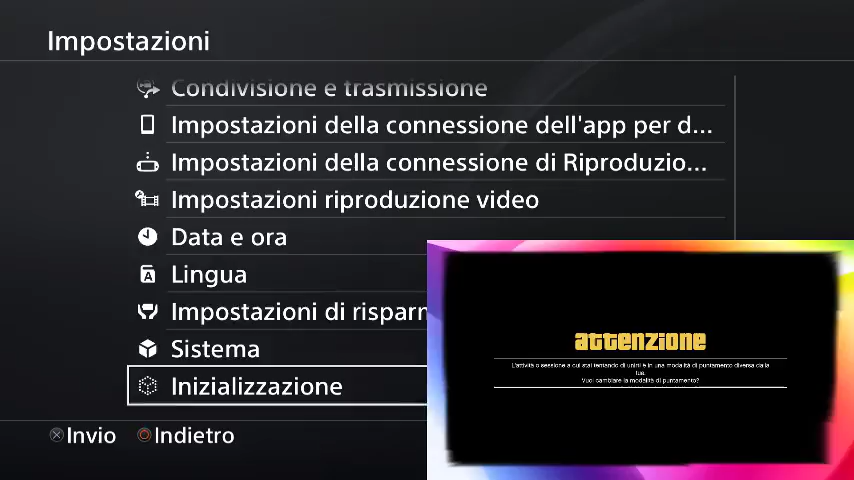 Impostazioni
Condivisione e trasmissione
Impostazioni della connessione dell'app per d...
Impostazioni della connessione di Riproduzio...
Impostazioni riproduzione video
Data e ora
Lingua
Impostazioni di risparm
Sistema
Inizializzazione
Invio Indietro
attenzione
L'attività o sessione a cui stai tentando di unirti è in una modalità di puntamento diversa dalla
tua.
Vuoi cambiare la modalità di puntamento?